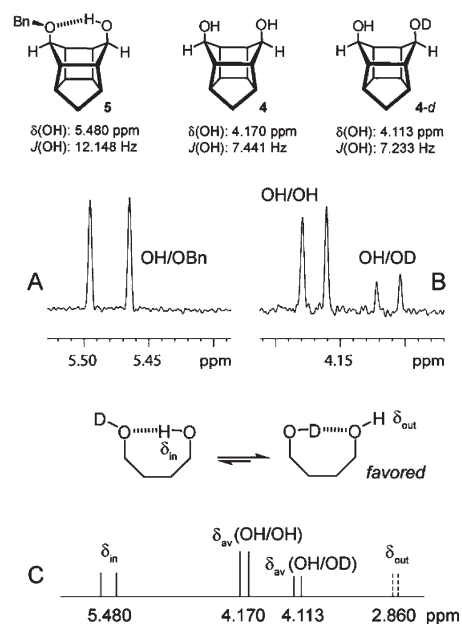 BnO H O
H H
OH OH
H H
OH OD
H H
5 4 4-d
δ(OH): 5.480 ppm δ(OH): 4.170 ppm δ(OH): 4.113 ppm
J(OH): 12.148 Hz J(OH): 7.441 Hz J(OH): 7.233 Hz
OH/OH
A OH/OBn OH/OD B
5.50 5.45 ppm 4.15 ppm
D O H O δin
O D O H δout
favored
C δin δav(OH/OH) δav(OH/OD) δout
5.480 4.170 4.113 2.860 ppm